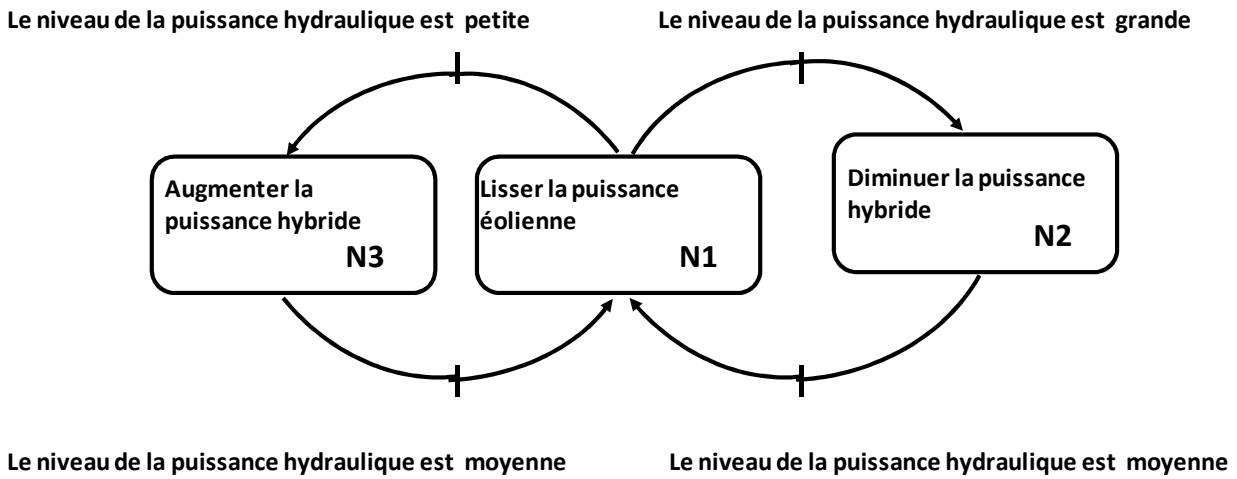 Le niveau de la puissance hydraulique est petite
Le niveau de la puissance hydraulique est grande
Augmenter la
puissance hybride
N3
Lisser la puissance
éolienne
N1
Diminuer la puissance
hybride
N2
Le niveau de la puissance hydraulique est moyenne
Le niveau de la puissance hydraulique est moyenne